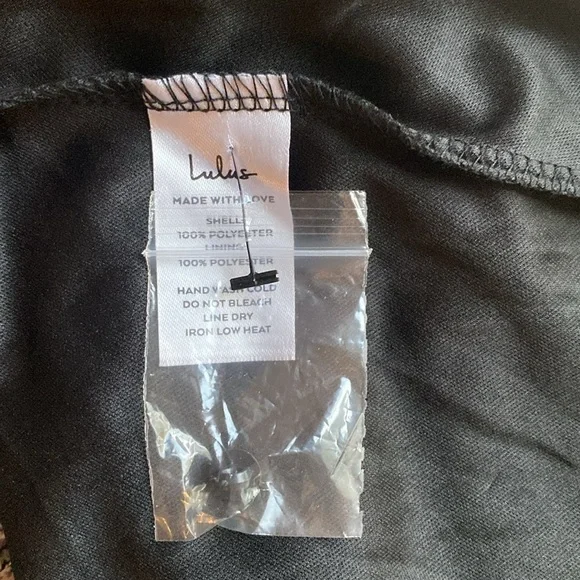 Lulus
MADE WITH LOVE
SHELL:
100% POLYESTER
LINING:
100% POLYESTER
HAND WASH COLD
DO NOT BLEACH
LINE DRY
IRON LOW HEAT